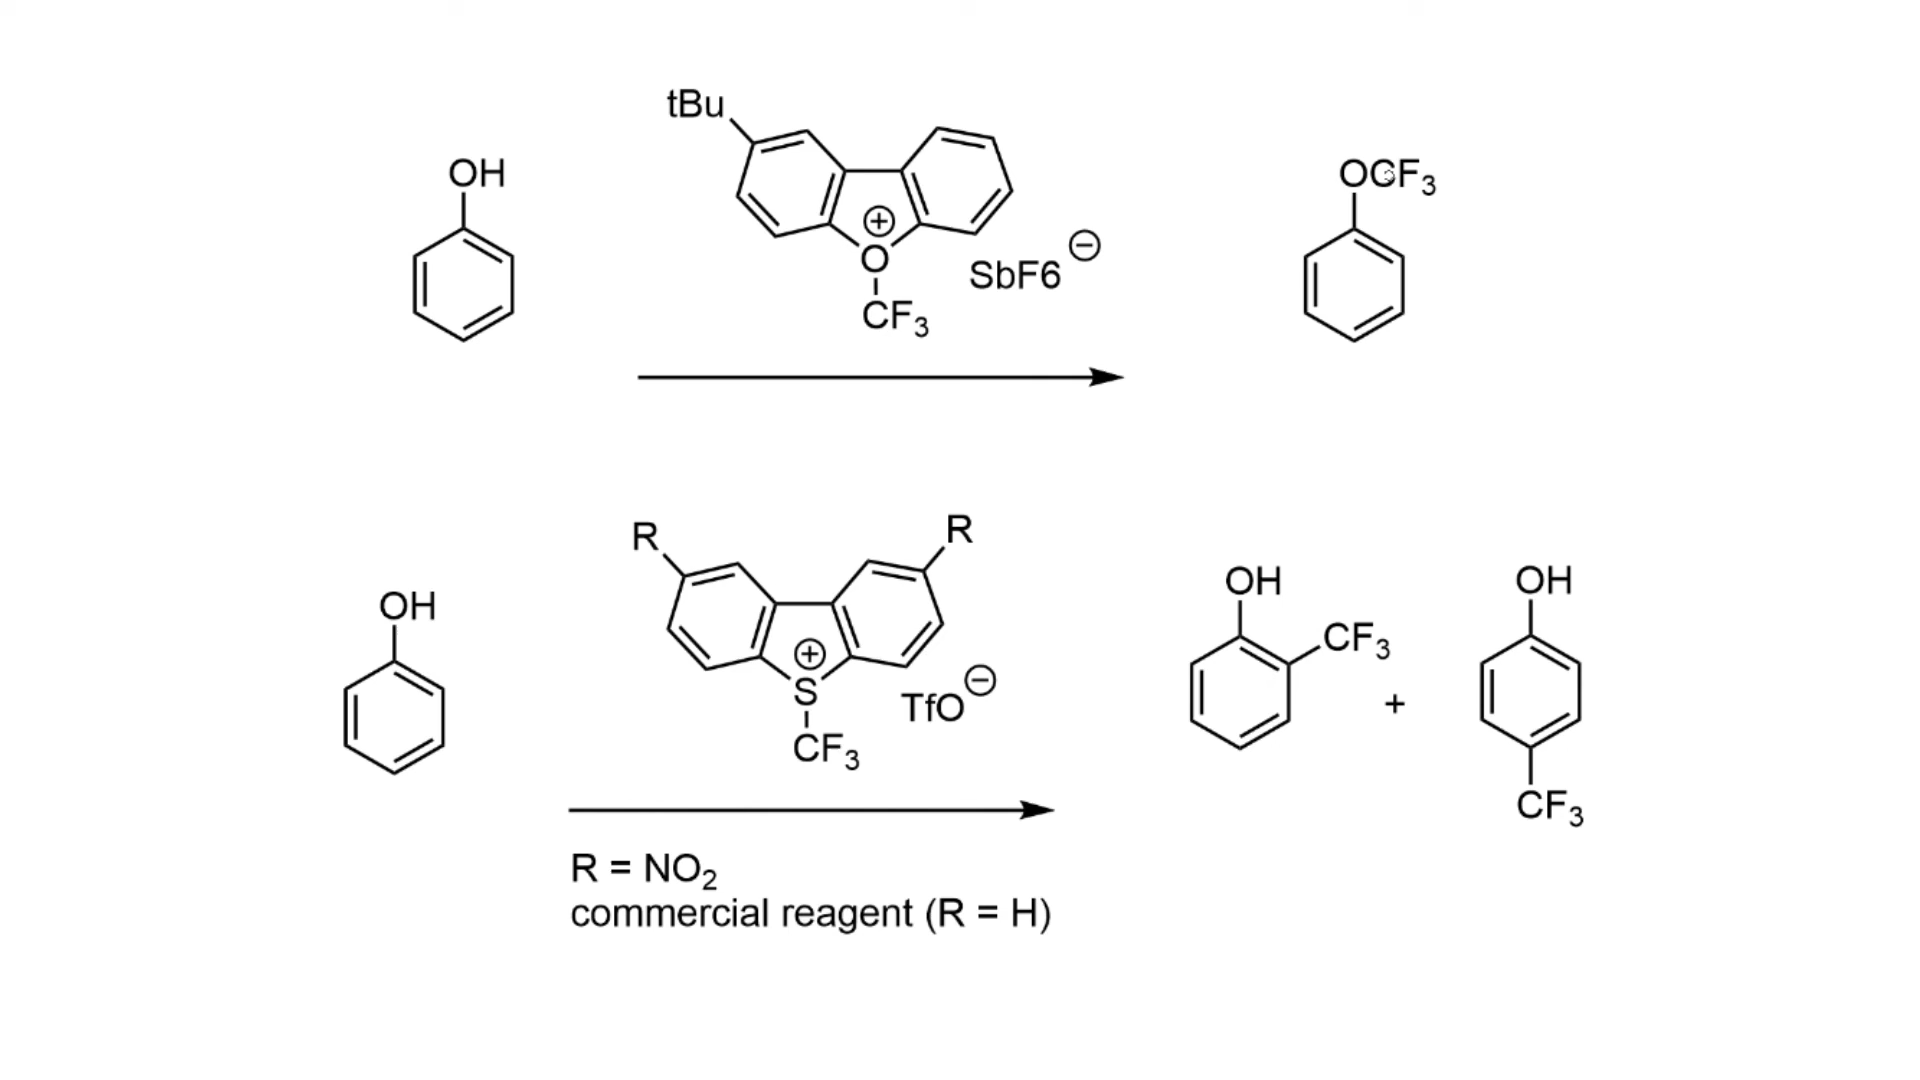 tBu
OH
OCF3
⊕
O
SbF6 ⊖
CF3
R
R
OH
OH
OH
CF3
⊕
S
TfO ⊖
+
CF3
CF3
R = NO2
commercial reagent (R = H)